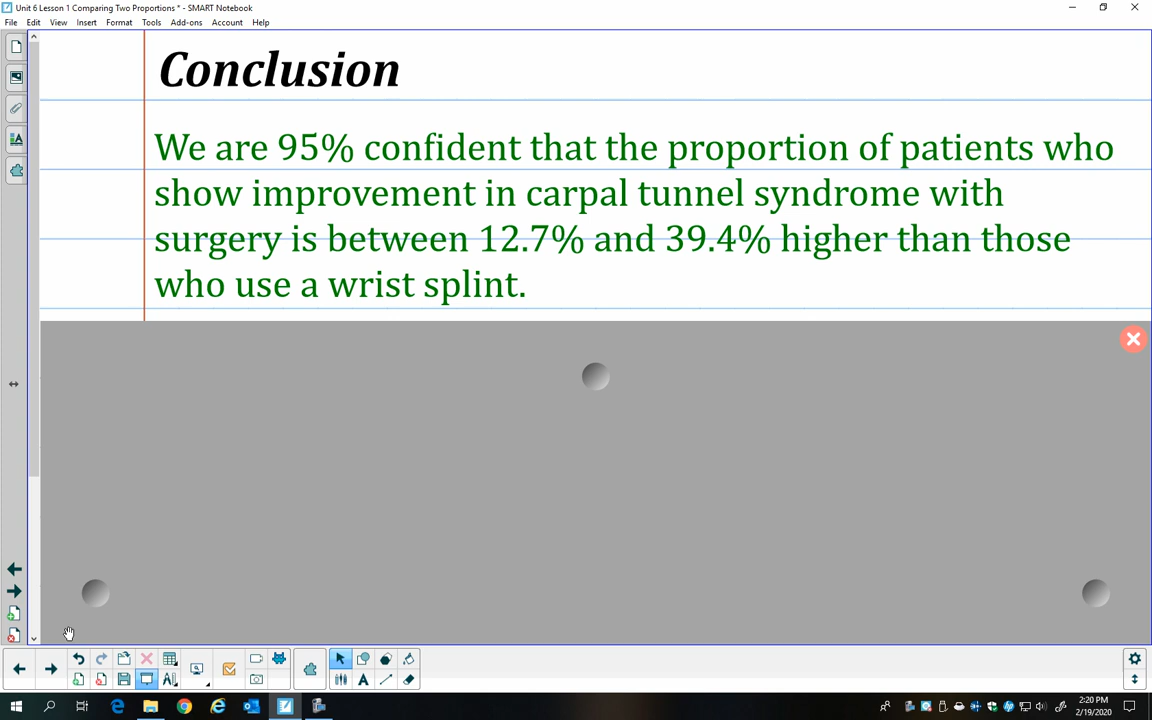 Unit 6 Lesson 1 Comparing Two Proportions * - SMART Notebook
File Edit View Insert Format Tools Add-ons Account Help
Conclusion
We are 95% confident that the proportion of patients who
show improvement in carpal tunnel syndrome with
surgery is between 12.7% and 39.4% higher than those
who use a wrist splint.
2:20 PM
2/19/2020